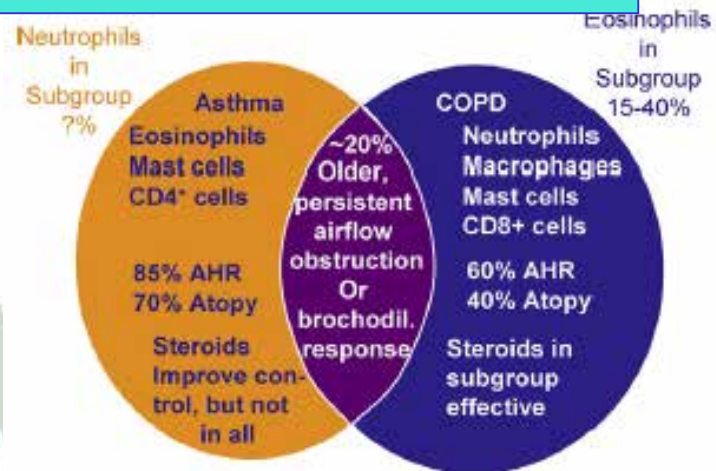 Neutrophils
in
Subgroup
?%
Asthma
Eosinophils
Mast cells
CD4⁺ cells
85% AHR
70% Atopy
Steroids
Improve con-
trol, but not
in all
~20%
Older,
persistent
airflow
obstruction
Or
brochodil.
response
COPD
Neutrophils
Macrophages
Mast cells
CD8+ cells
60% AHR
40% Atopy
Steroids in
subgroup
effective
Eosinophils
in
Subgroup
15-40%